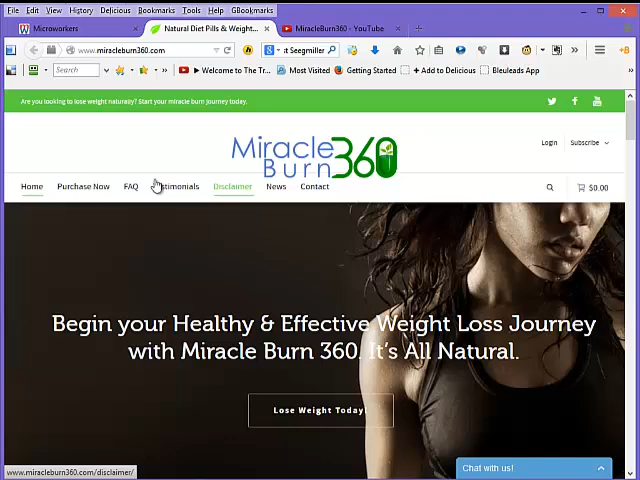 File Edit View History Delicious Bookmarks Tools Help GBookmarks
Microworkers
Natural Diet Pills & Weight...
MiracleBurn360 - YouTube
www.miracleburn360.com
:t Seegmiller
Search
Welcome to The Tr...
Most Visited
Getting Started
+ Add to Delicious
Bleuleads App
Are you looking to lose weight naturally? Start your miracle burn journey today.
Miracle Burn 360
Login
Subscribe
Home Purchase Now FAQ Testimonials Disclaimer News Contact
$0.00
Begin your Healthy & Effective Weight Loss Journey
with Miracle Burn 360. It's All Natural.
Lose Weight Today!
www.miracleburn360.com/disclaimer/
Chat with us!